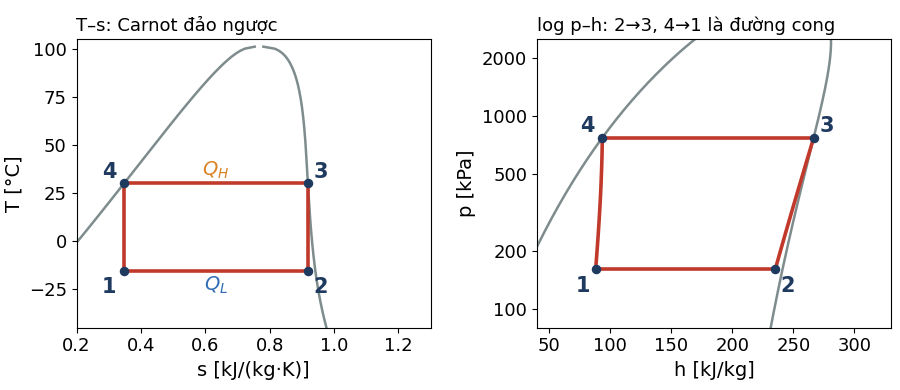 T–s: Carnot đảo ngược
100
75
50
25
0
−25
T [°C]
4
3
1
2
Q_H
Q_L
0.2 0.4 0.6 0.8 1.0 1.2
s [kJ/(kg·K)]
log p–h: 2→3, 4→1 là đường cong
2000
1000
500
200
100
p [kPa]
4
3
1
2
50 100 150 200 250 300
h [kJ/kg]